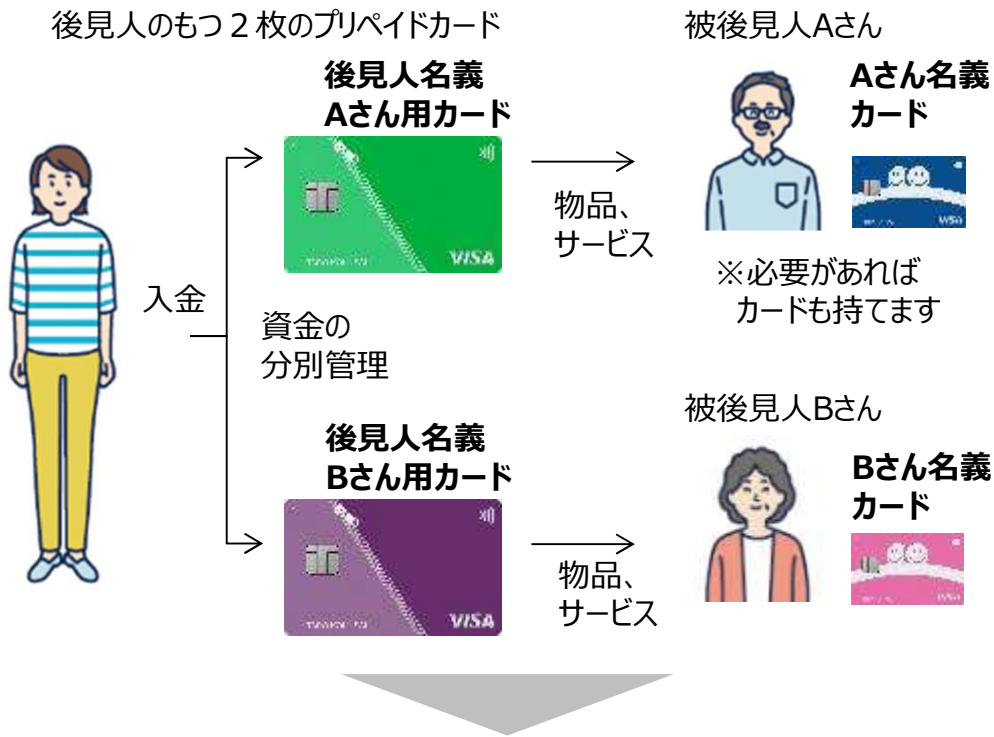 後見人のもつ２枚のプリペイドカード
後見人名義
Aさん用カード
VISA
入金
資金の
分別管理
物品、
サービス
被後見人Aさん
Aさん名義
カード
VISA
※必要があれば
カードも持てます
後見人名義
Bさん用カード
VISA
物品、
サービス
被後見人Bさん
Bさん名義
カード
VISA